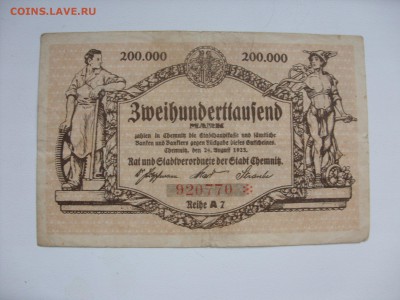 COINS.LAVE.RU
200.000 200.000
Zweihunderttausend
Mark
zahlen in Chemnitz die Stadthauptkasse und sämtliche
Banken und Bankiers gegen Rückgabe dieses Gutscheines.
Chemnitz, den 24. August 1923.
Rat und Stadtverordnete der Stadt Chemnitz.
920770
Reihe A 7